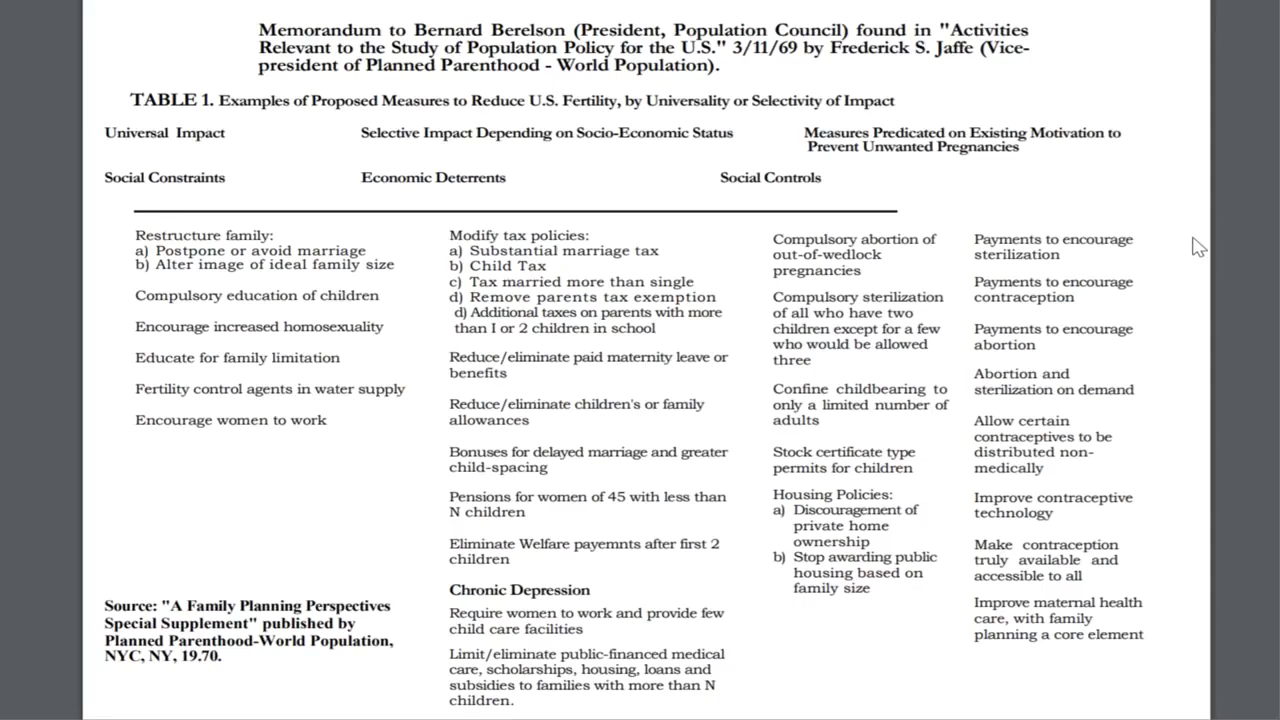 Memorandum to Bernard Berelson (President, Population Council) found in "Activities
Relevant to the Study of Population Policy for the U.S." 3/11/69 by Frederick S. Jaffe (Vice-
president of Planned Parenthood - World Population).
TABLE 1. Examples of Proposed Measures to Reduce U.S. Fertility, by Universality or Selectivity of Impact
Universal Impact
Selective Impact Depending on Socio-Economic Status
Measures Predicated on Existing Motivation to
Prevent Unwanted Pregnancies
Social Constraints
Economic Deterrents
Social Controls
Restructure family:
a) Postpone or avoid marriage
b) Alter image of ideal family size
Compulsory education of children
Encourage increased homosexuality
Educate for family limitation
Fertility control agents in water supply
Encourage women to work
Modify tax policies:
a) Substantial marriage tax
b) Child Tax
c) Tax married more than single
d) Remove parents tax exemption
d) Additional taxes on parents with more
than I or 2 children in school
Reduce/eliminate paid maternity leave or
benefits
Reduce/eliminate children's or family
allowances
Bonuses for delayed marriage and greater
child-spacing
Pensions for women of 45 with less than
N children
Eliminate Welfare payemnts after first 2
children
Chronic Depression
Require women to work and provide few
child care facilities
Limit/eliminate public-financed medical
care, scholarships, housing, loans and
subsidies to families with more than N
children.
Compulsory abortion of
out-of-wedlock
pregnancies
Compulsory sterilization
of all who have two
children except for a few
who would be allowed
three
Confine childbearing to
only a limited number of
adults
Stock certificate type
permits for children
Housing Policies:
a) Discouragement of
private home
ownership
b) Stop awarding public
housing based on
family size
Payments to encourage
sterilization
Payments to encourage
contraception
Payments to encourage
abortion
Abortion and
sterilization on demand
Allow certain
contraceptives to be
distributed non-
medically
Improve contraceptive
technology
Make contraception
truly available and
accessible to all
Improve maternal health
care, with family
planning a core element
Source: "A Family Planning Perspectives
Special Supplement" published by
Planned Parenthood-World Population,
NYC, NY, 19.70.